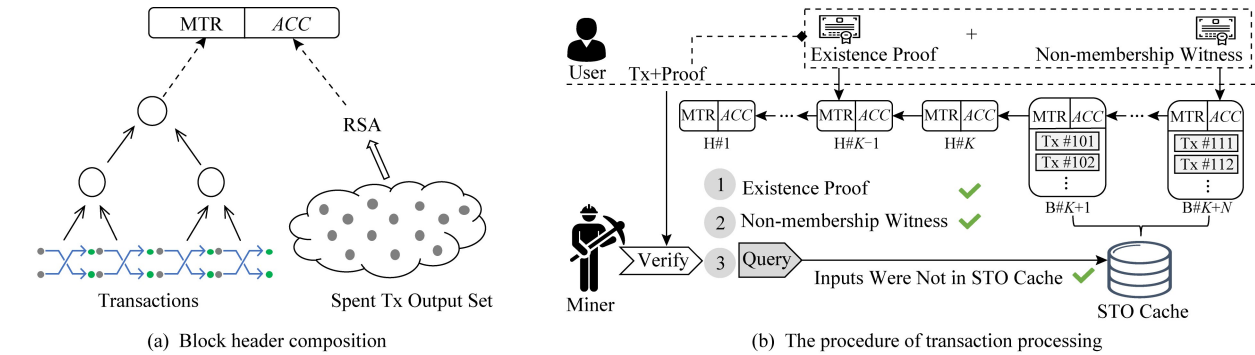 MTR ACC
RSA
Transactions
Spent Tx Output Set
(a) Block header composition
User
Tx+Proof
Existence Proof
+
Non-membership Witness
MTR ACC
H#1
···
MTR ACC
H#K−1
MTR ACC
H#K
MTR ACC
Tx #101
Tx #102
⋮
B#K+1
···
MTR ACC
Tx #111
Tx #112
⋮
B#K+N
1 Existence Proof
2 Non-membership Witness
Miner
Verify
3 Query
Inputs Were Not in STO Cache
STO Cache
(b) The procedure of transaction processing